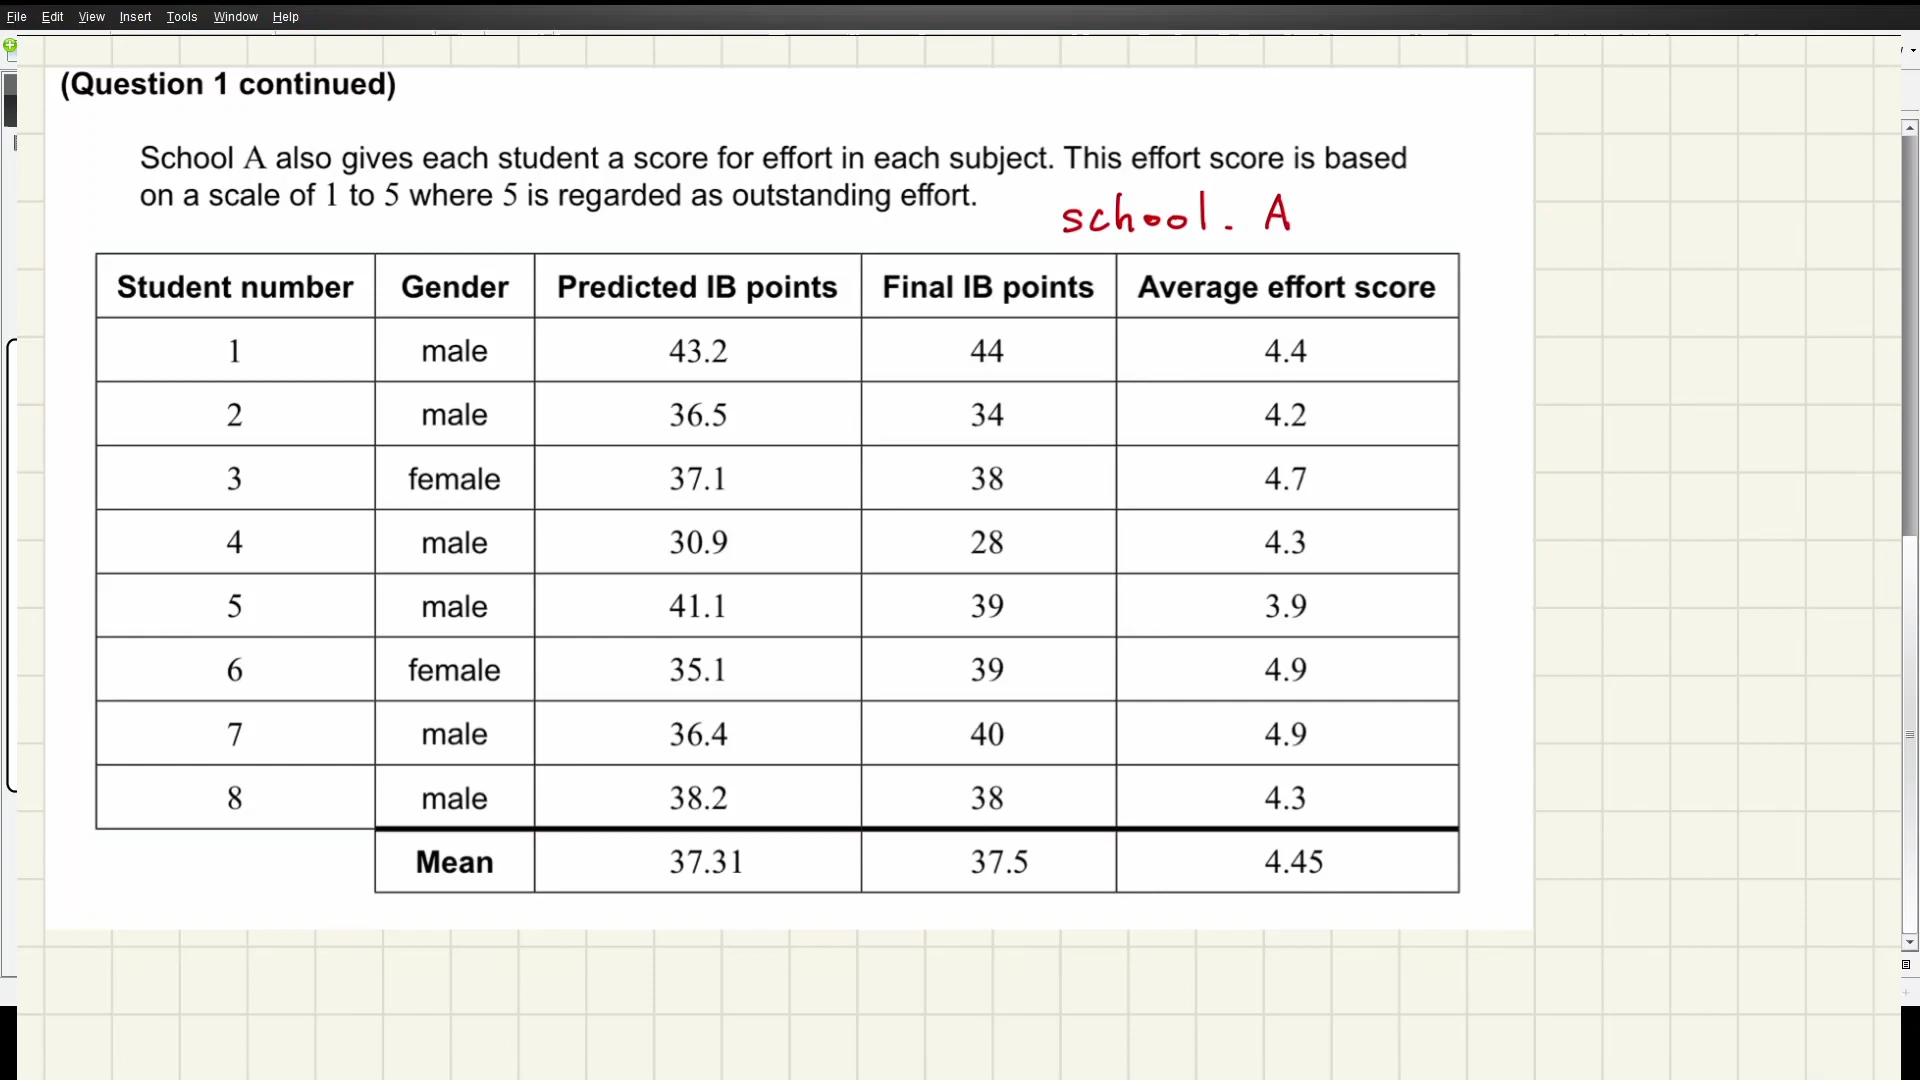 File Edit View Insert Tools Window Help
(Question 1 continued)
School A also gives each student a score for effort in each subject. This effort score is based
on a scale of 1 to 5 where 5 is regarded as outstanding effort.
school. A
Student number Gender Predicted IB points Final IB points Average effort score
1 male 43.2 44 4.4
2 male 36.5 34 4.2
3 female 37.1 38 4.7
4 male 30.9 28 4.3
5 male 41.1 39 3.9
6 female 35.1 39 4.9
7 male 36.4 40 4.9
8 male 38.2 38 4.3
Mean 37.31 37.5 4.45